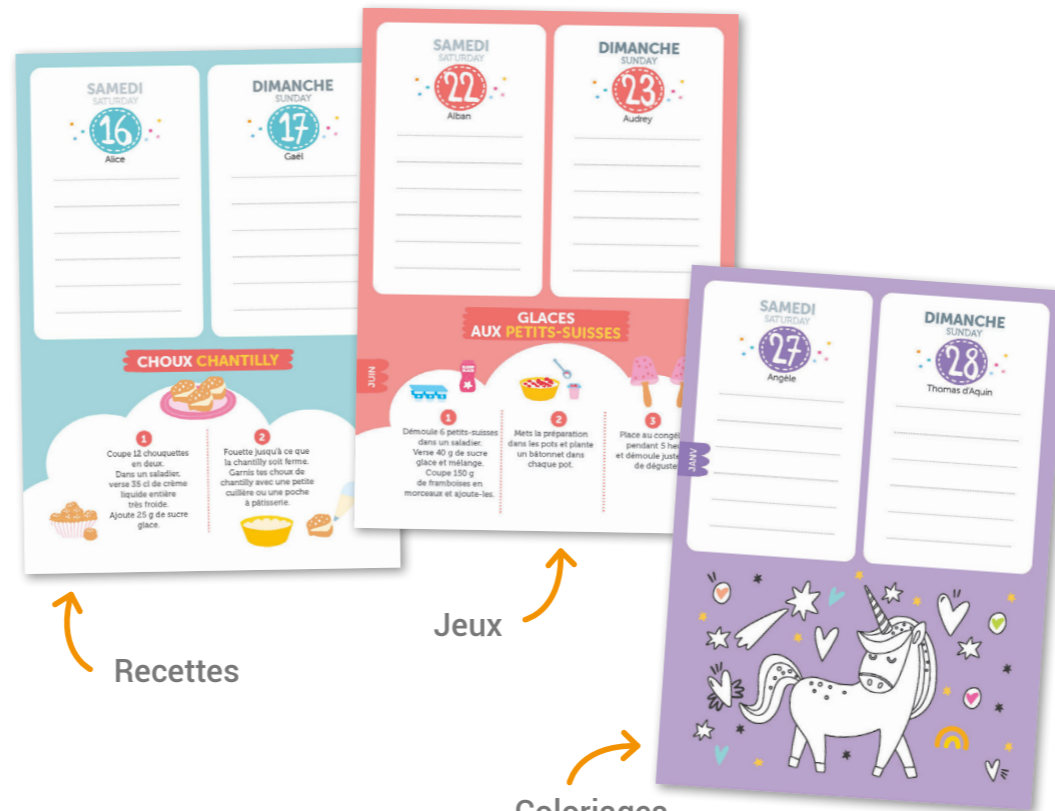 SAMEDI
SATURDAY
16
Alice
DIMANCHE
SUNDAY
17
Gaël
CHOUX CHANTILLY
1
Coupe 12 chouquettes
en deux.
Dans un saladier,
verse 35 cl de crème
liquide entière
très froide.
Ajoute 25 g de sucre
glace.
2
Fouette jusqu'à ce que
la chantilly soit ferme.
Garnis tes choux de
chantilly avec une petite
cuillère ou une poche
à pâtisserie.
SAMEDI
SATURDAY
22
Alban
DIMANCHE
SUNDAY
23
Audrey
GLACES
AUX PETITS-SUISSES
JUIN
1
Démoule 6 petits-suisses
dans un saladier.
Verse 40 g de sucre
glace et mélange.
Coupe 150 g
de framboises en
morceaux et ajoute-les.
2
Mets la préparation
dans les pots et plante
un bâtonnet dans
chaque pot.
3
Place au
pendant 5
et démoule
de
SAMEDI
SATURDAY
27
Angèle
DIMANCHE
SUNDAY
28
Thomas d'Aquin
JANV
Recettes
Jeux
Coloriages